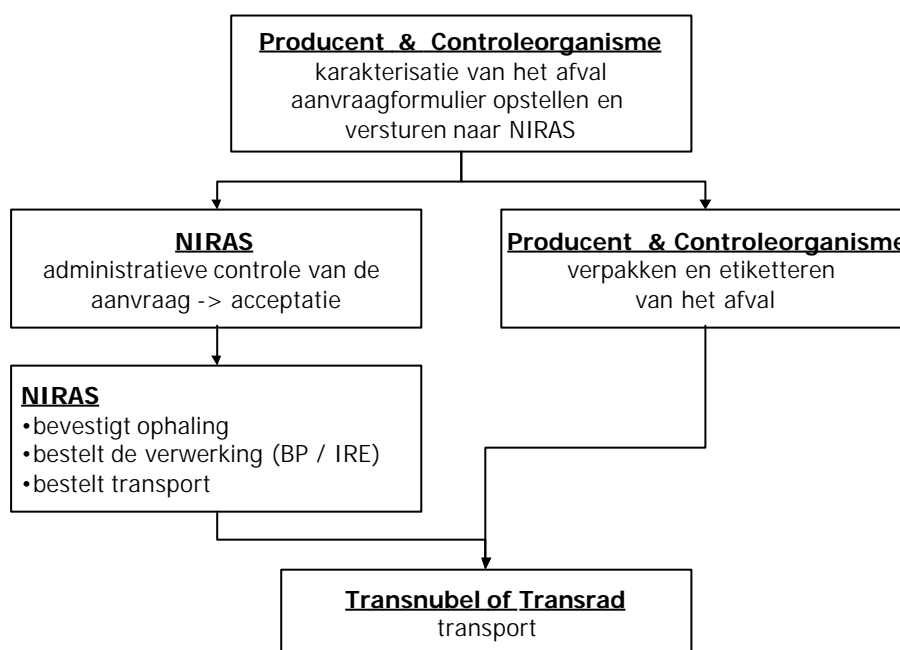 Producent & Controleorganisme
karakterisatie van het afval
aanvraagformulier opstellen en
versturen naar NIRAS
NIRAS
administratieve controle van de
aanvraag -> acceptatie
Producent & Controleorganisme
verpakken en etiketteren
van het afval
NIRAS
•bevestigt ophaling
•bestelt de verwerking (BP / IRE)
•bestelt transport
Transnubel of Transrad
transport